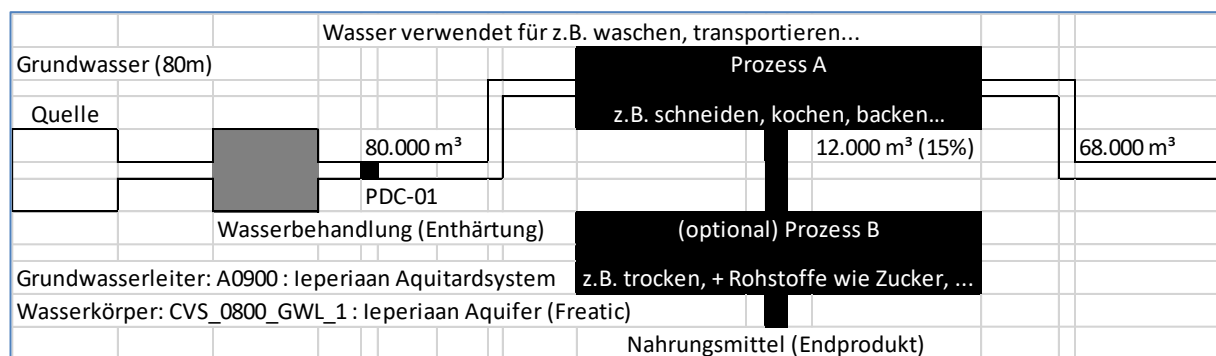 Wasser verwendet für z.B. waschen, transportieren...
Grundwasser (80m)
Prozess A
Quelle
z.B. schneiden, kochen, backen...
80.000 m³
12.000 m³ (15%)
68.000 m³
PDC-01
Wasserbehandlung (Enthärtung)
(optional) Prozess B
Grundwasserleiter: A0900 : Ieperiaan Aquitardsystem
z.B. trocken, + Rohstoffe wie Zucker, ...
Wasserkörper: CVS_0800_GWL_1 : Ieperiaan Aquifer (Freatic)
Nahrungsmittel (Endprodukt)